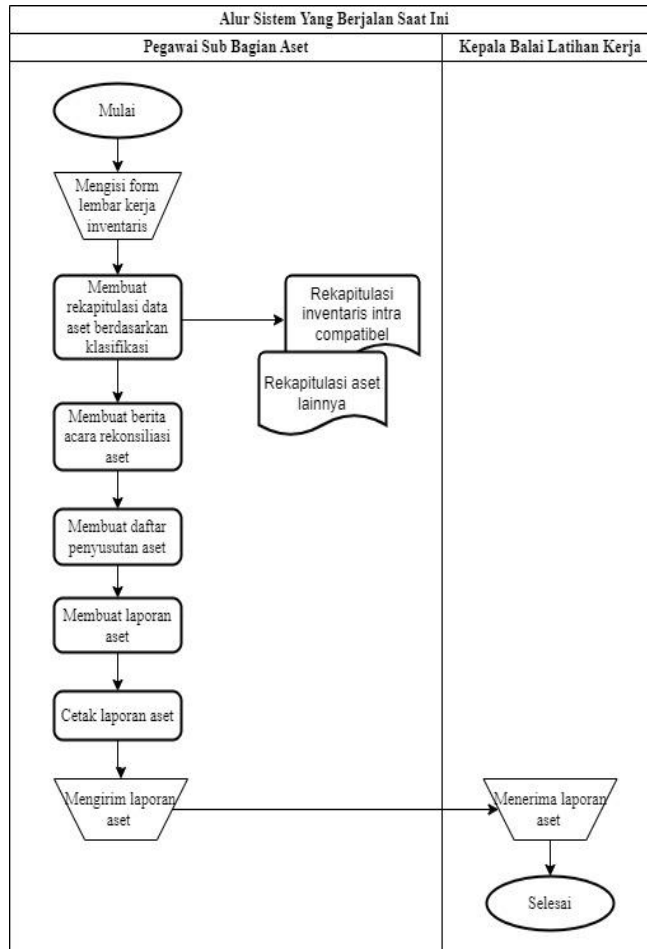 Alur Sistem Yang Berjalan Saat Ini
Pegawai Sub Bagian Aset
Kepala Balai Latihan Kerja
Mulai
Mengisi form
lembar kerja
inventaris
Membuat
rekapitulasi data
aset berdasarkan
klasifikasi
Rekapitulasi
inventaris intra
compatibel
Rekapitulasi aset
lainnya
Membuat berita
acara rekonsiliasi
aset
Membuat daftar
penyusutan aset
Membuat laporan
aset
Cetak laporan aset
Mengirim laporan
aset
Menerima laporan
aset
Selesai